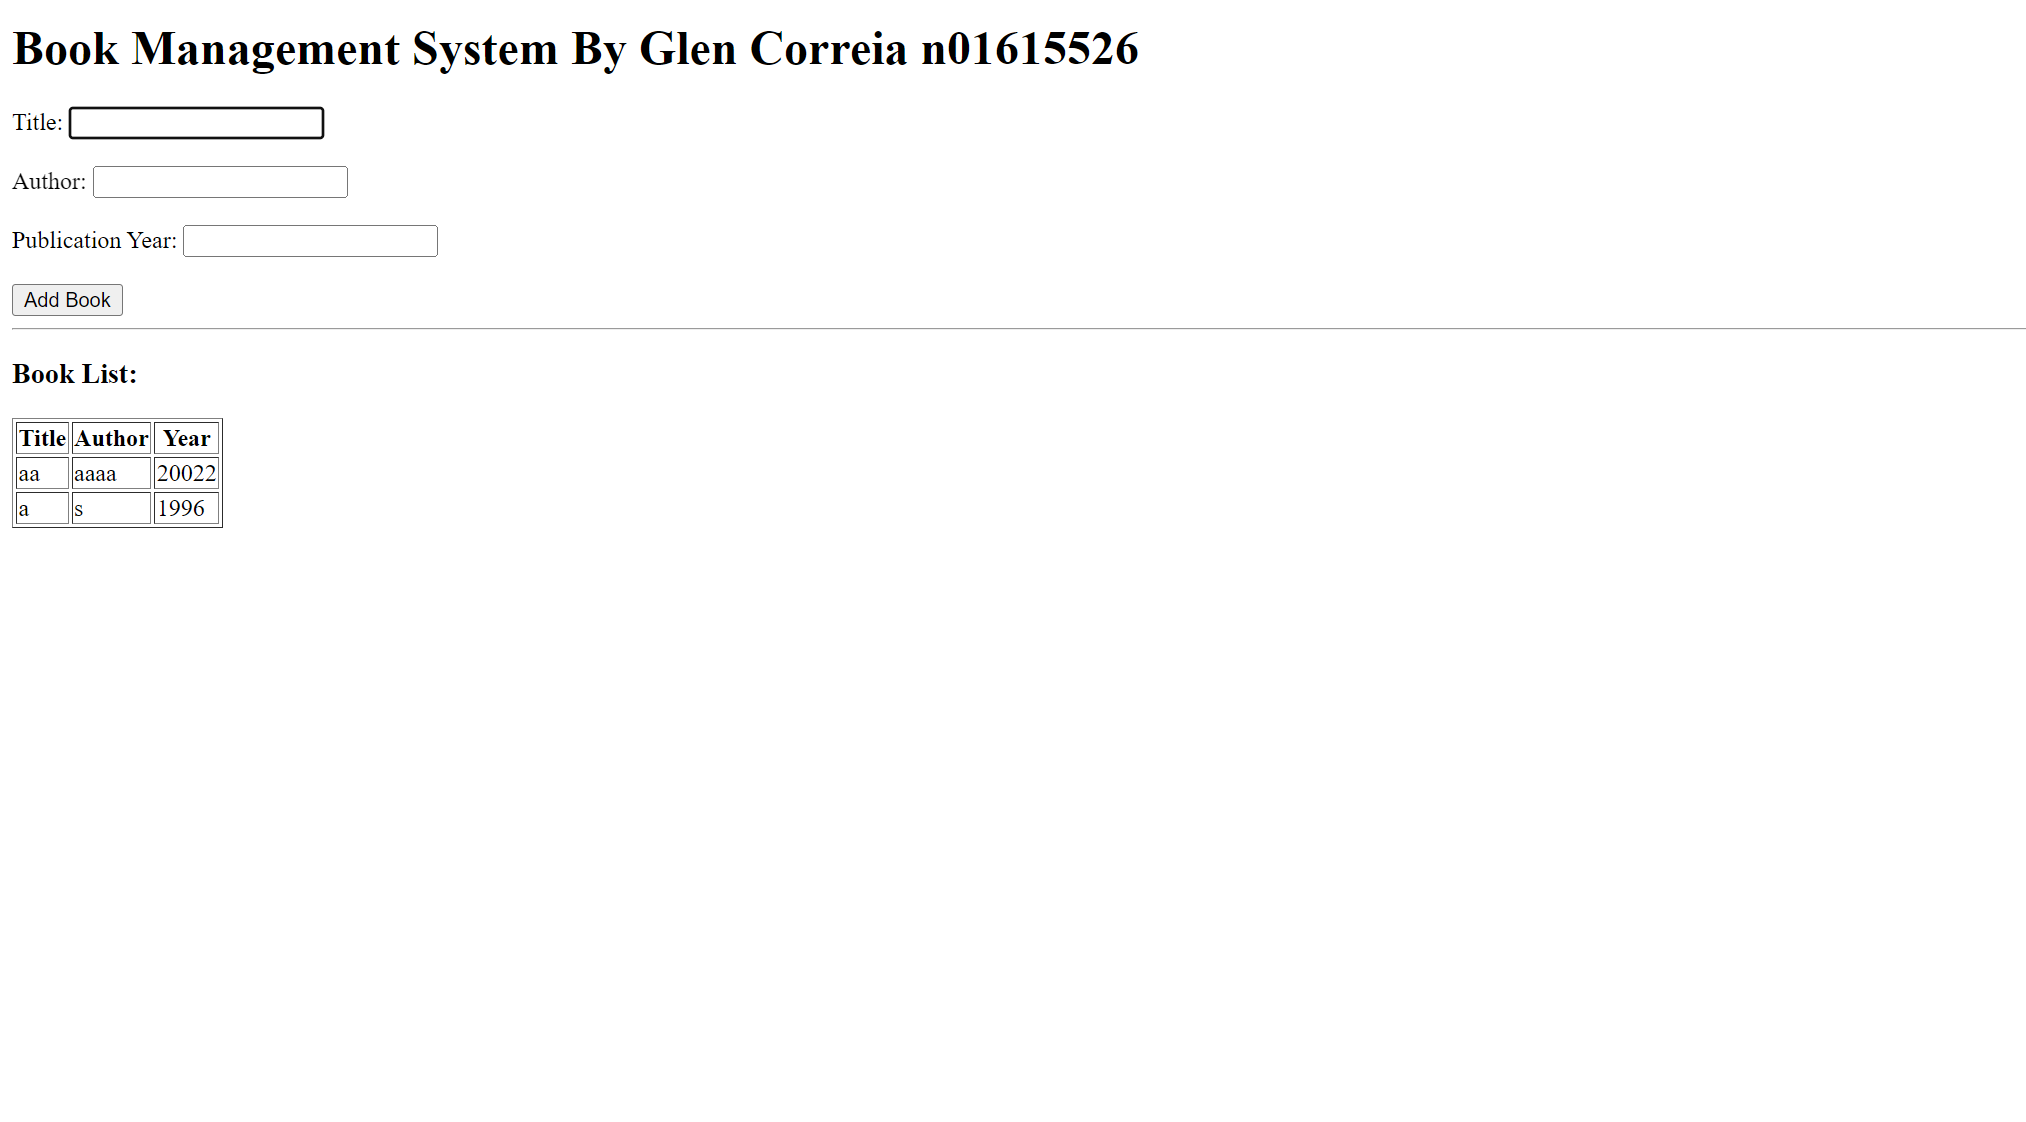 Book Management System By Glen Correia n01615526
Title:
Author:
Publication Year:
Add Book
Book List:
Title Author Year
aa aaaa 20022
a s 1996